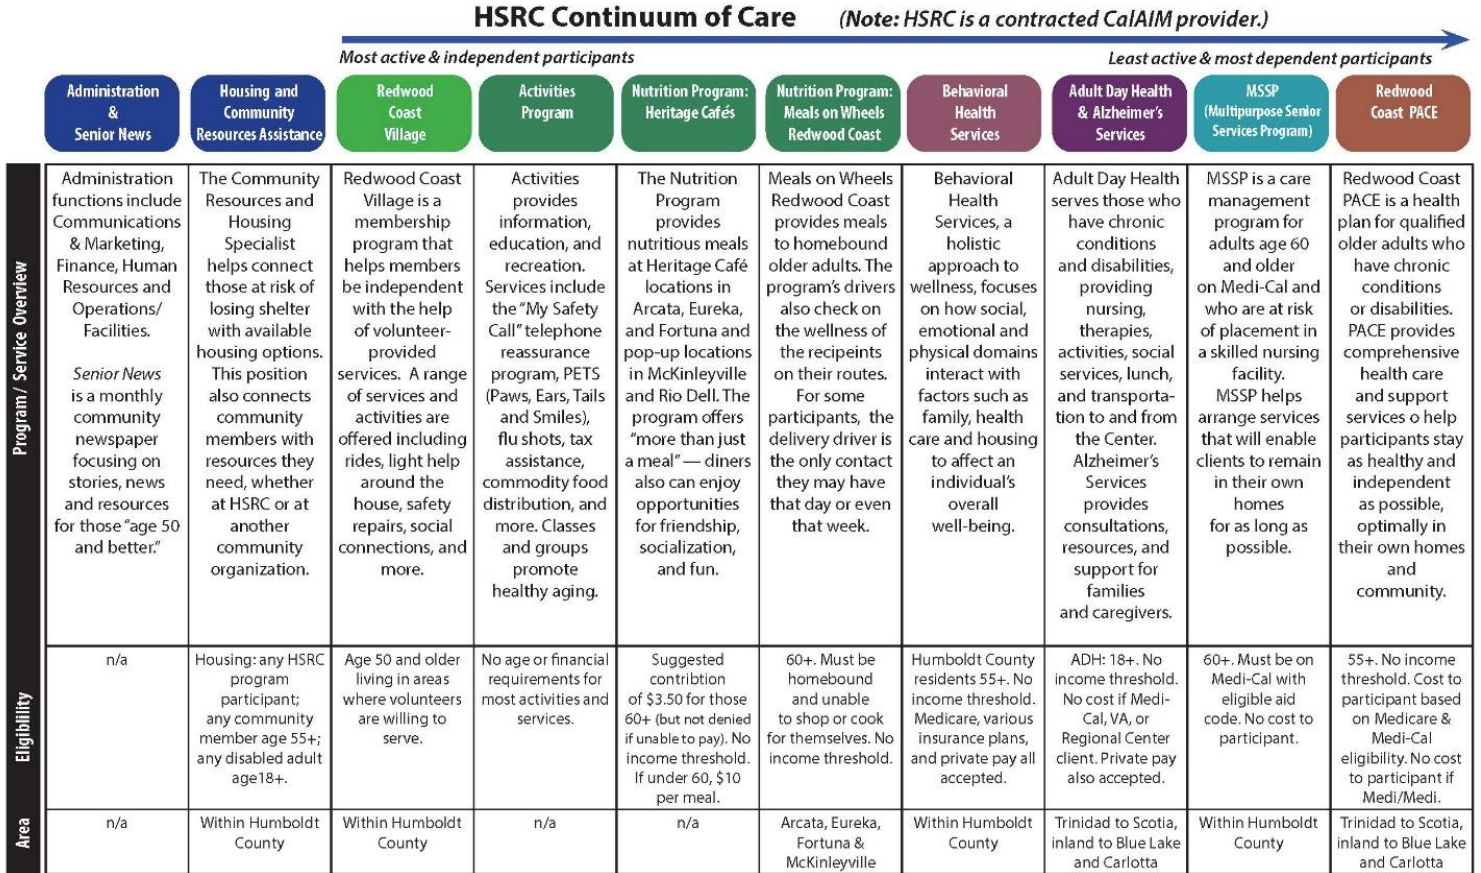 HSRC Continuum of Care (Note: HSRC is a contracted CalAIM provider.)
Most active & independent participants
Least active & most dependent participants
Administration
&
Senior News
Housing and
Community
Resources Assistance
Redwood
Coast
Village
Activities
Program
Nutrition Program:
Heritage Cafés
Nutrition Program:
Meals on Wheels
Redwood Coast
Behavioral
Health
Services
Adult Day Health
& Alzheimer's
Services
MSSP
(Multipurpose Senior
Services Program)
Redwood
Coast PACE
Program / Service Overview
Administration
functions include
Communications
& Marketing,
Finance, Human
Resources and
Operations/
Facilities.
Senior News
is a monthly
community
newspaper
focusing on
stories, news
and resources
for those "age 50
and better."
The Community
Resources and
Housing
Specialist
helps connect
those at risk of
losing shelter
with available
housing options.
This position
also connects
community
members with
resources they
need, whether
at HSRC or at
another
community
organization.
Redwood Coast
Village is a
membership
program that
helps members
be independent
with the help
of volunteer-
provided
services. A range
of services and
activities are
offered including
rides, light help
around the
house, safety
repairs, social
connections, and
more.
Activities
provides
information,
education, and
recreation.
Services include
the "My Safety
Call" telephone
reassurance
program, PETS
(Paws, Ears, Tails
and Smiles),
flu shots, tax
assistance,
commodity food
distribution, and
more. Classes
and groups
promote
healthy aging.
The Nutrition
Program
provides
nutritious meals
at Heritage Café
locations in
Arcata, Eureka,
and Fortuna and
pop-up locations
in McKinleyville
and Rio Dell. The
program offers
"more than just
a meal" — diners
also can enjoy
opportunities
for friendship,
socialization,
and fun.
Meals on Wheels
Redwood Coast
provides meals
to homebound
older adults. The
program's drivers
also check on
the wellness of
the recipeints
on their routes.
For some
participants, the
delivery driver is
the only contact
they may have
that day or even
that week.
Behavioral
Health
Services, a
holistic
approach to
wellness, focuses
on how social,
emotional and
physical domains
interact with
factors such as
family, health
care and housing
to affect an
individual's
overall
well-being.
Adult Day Health
serves those who
have chronic
conditions
and disabilities,
providing
nursing,
therapies,
activities, social
services, lunch,
and transporta-
tion to and from
the Center.
Alzheimer's
Services
provides
consultations,
resources, and
support for
families
and caregivers.
MSSP is a care
management
program for
adults age 60
and older
on Medi-Cal and
who are at risk
of placement in
a skilled nursing
facility.
MSSP helps
arrange services
that will enable
clients to remain
in their own
homes
for as long as
possible.
Redwood Coast
PACE is a health
plan for qualified
older adults who
have chronic
conditions
or disabilities.
PACE provides
comprehensive
health care
and support
services o help
participants stay
as healthy and
independent
as possible,
optimally in
their own homes
and
community.
Eligiblility
n/a
Housing: any HSRC
program
participant;
any community
member age 55+;
any disabled adult
age18+.
Age 50 and older
living in areas
where volunteers
are willing to
serve.
No age or financial
requirements for
most activities and
services.
Suggested
contribtion
of $3.50 for those
60+ (but not denied
if unable to pay). No
income threshold.
If under 60, $10
per meal.
60+. Must be
homebound
and unable
to shop or cook
for themselves. No
income threshold.
Humboldt County
residents 55+. No
income threshold.
Medicare, various
insurance plans,
and private pay all
accepted.
ADH: 18+. No
income threshold.
No cost if Medi-
Cal, VA, or
Regional Center
client. Private pay
also accepted.
60+. Must be on
Medi-Cal with
eligible aid
code. No cost to
participant.
55+. No income
threshold. Cost to
participant based
on Medicare &
Medi-Cal
eligibility. No cost
to participant if
Medi/Medi.
Area
n/a
Within Humboldt
County
Within Humboldt
County
n/a
n/a
Arcata, Eureka,
Fortuna &
McKinleyville
Within Humboldt
County
Trinidad to Scotia,
inland to Blue Lake
and Carlotta
Within Humboldt
County
Trinidad to Scotia,
inland to Blue Lake
and Carlotta